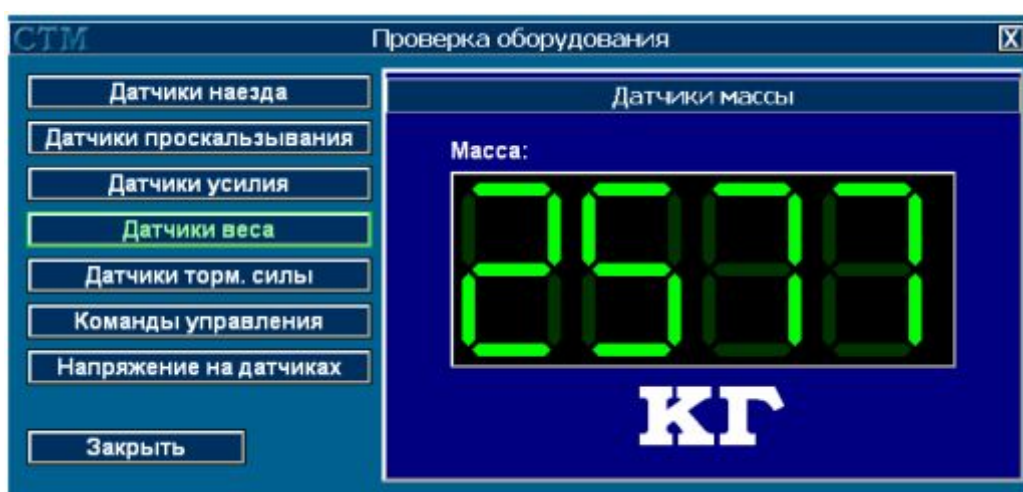 СТМ
Проверка оборудования
X
Датчики наезда
Датчики проскальзывания
Датчики усилия
Датчики веса
Датчики торм. силы
Команды управления
Напряжение на датчиках
Закрыть
Датчики массы
Масса:
2577
КГ